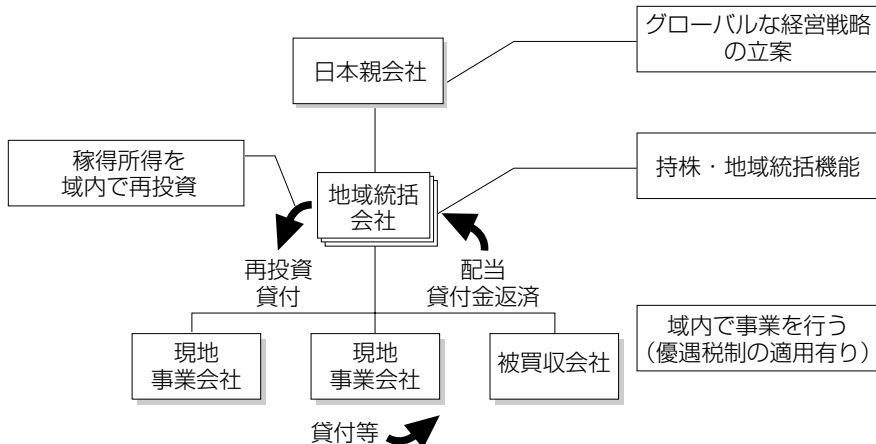 グローバルな経営戦略
の立案
日本親会社
稼得所得を
域内で再投資
地域統括
会社
持株・地域統括機能
再投資
貸付
配当
貸付金返済
現地
事業会社
現地
事業会社
被買収会社
域内で事業を行う
（優遇税制の適用有り）
貸付等